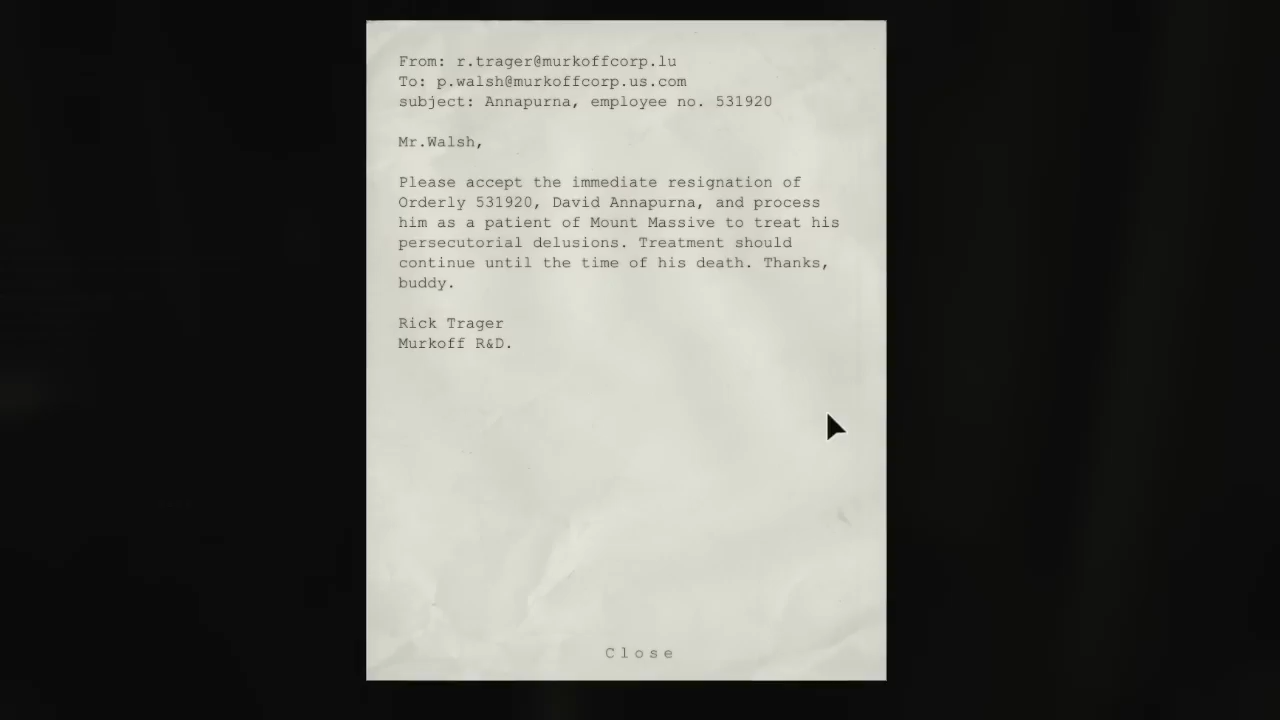 From: r.trager@murkoffcorp.lu
To: p.walsh@murkoffcorp.us.com
subject: Annapurna, employee no. 531920
Mr.Walsh,
Please accept the immediate resignation of
Orderly 531920, David Annapurna, and process
him as a patient of Mount Massive to treat his
persecutorial delusions. Treatment should
continue until the time of his death. Thanks,
buddy.
Rick Trager
Murkoff R&D.
Close